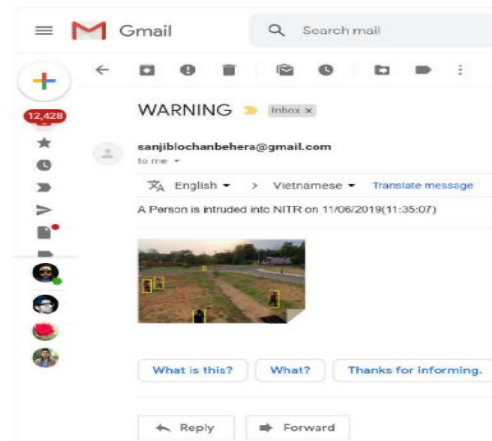 Gmail
Search mail
WARNING
Inbox x
12,428
sanjiblochanbehera@gmail.com
to me
English > Vietnamese Translate message
A Person is intruded into NITR on 11/06/2019(11:35:07)
What is this? What? Thanks for informing.
Reply Forward